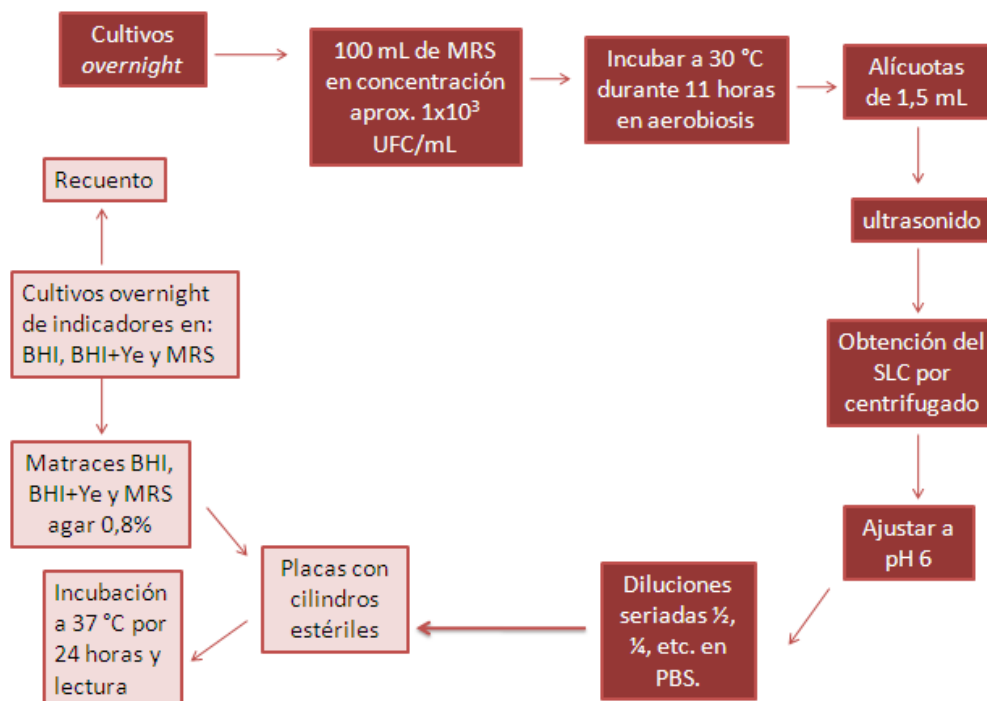 Cultivos
overnight
100 mL de MRS
en concentración
aprox. 1x10³
UFC/mL
Incubar a 30 °C
durante 11 horas
en aerobiosis
Alícuotas
de 1,5 mL
ultrasonido
Obtención del
SLC por
centrifugado
Ajustar a
pH 6
Diluciones
seriadas ½,
¼, etc. en
PBS.
Recuento
Cultivos overnight
de indicadores en:
BHI, BHI+Ye y MRS
Matraces BHI,
BHI+Ye y MRS
agar 0,8%
Placas con
cilindros
estériles
Incubación
a 37 °C por
24 horas y
lectura